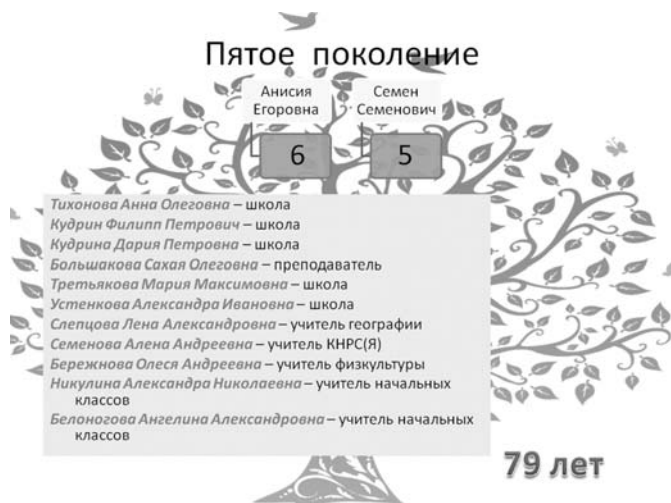 Пятое поколение
Анисия
Егоровна
Семен
Семенович
6
5
Тихонова Анна Олеговна – школа
Кудрин Филипп Петрович – школа
Кудрина Дария Петровна – школа
Большакова Сахая Олеговна – преподаватель
Третьякова Мария Максимовна – школа
Устенкова Александра Ивановна – школа
Слепцова Лена Александровна – учитель географии
Семенова Алена Андреевна – учитель КНРС(Я)
Бережнова Олеся Андреевна – учитель физкультуры
Никулина Александра Николаевна – учитель начальных
классов
Белоногова Ангелина Александровна – учитель начальных
классов
79 лет